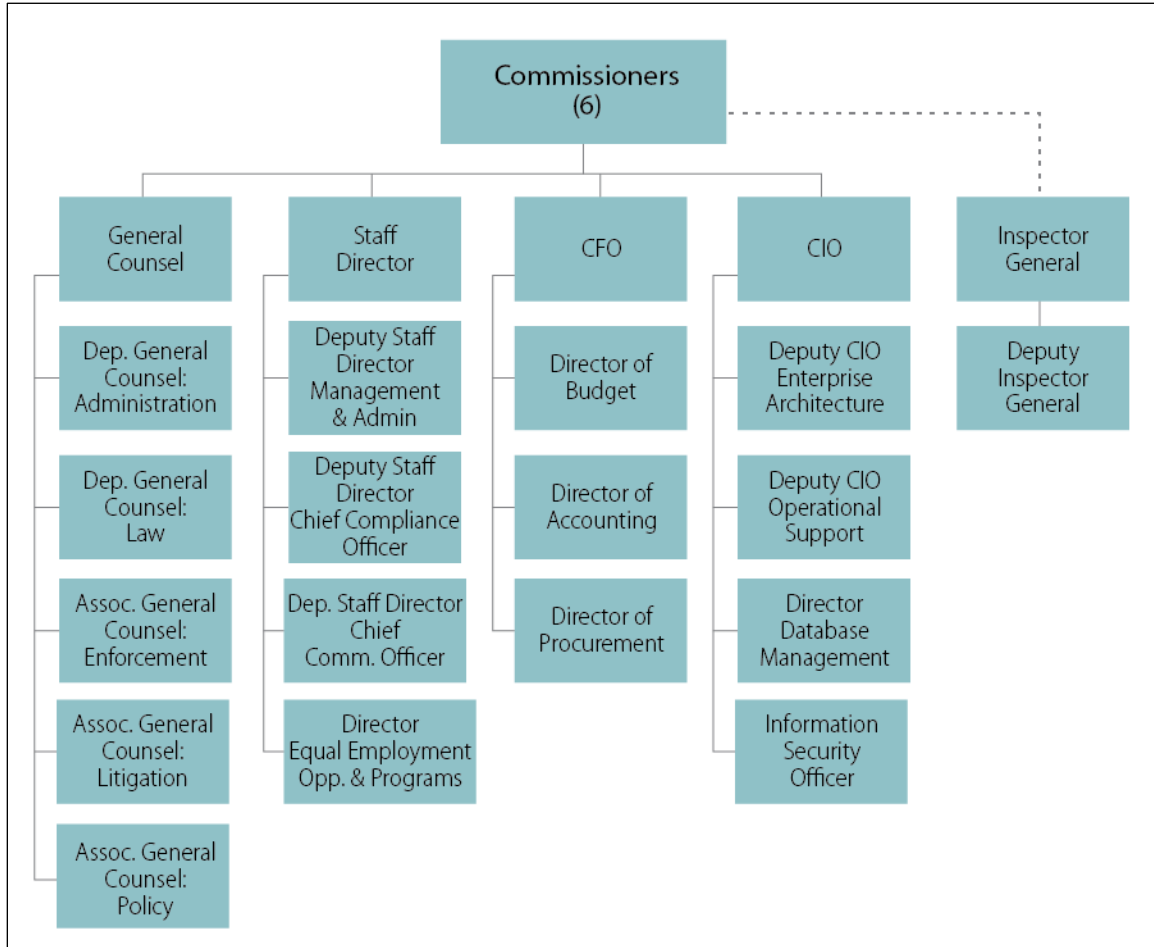 Commissioners
(6)
General
Counsel
Staff
Director
CFO
CIO
Inspector
General
Dep. General
Counsel:
Administration
Deputy Staff
Director
Management
& Admin
Director of
Budget
Deputy CIO
Enterprise
Architecture
Deputy
Inspector
General
Dep. General
Counsel:
Law
Deputy Staff
Director
Chief Compliance
Officer
Director of
Accounting
Deputy CIO
Operational
Support
Assoc. General
Counsel:
Enforcement
Dep. Staff Director
Chief
Comm. Officer
Director of
Procurement
Director
Database
Management
Assoc. General
Counsel:
Litigation
Director
Equal Employment
Opp. & Programs
Information
Security
Officer
Assoc. General
Counsel:
Policy